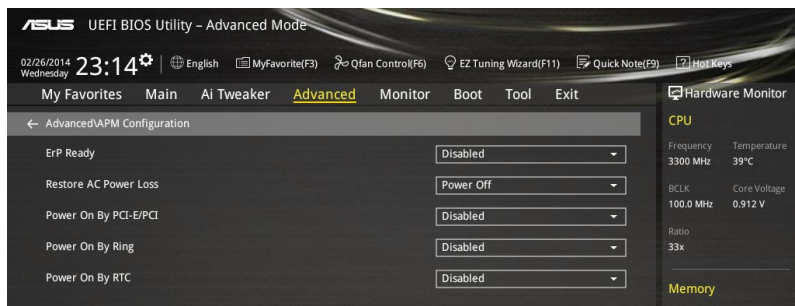 ASUS UEFI BIOS Utility – Advanced Mode
02/26/2014 Wednesday 23:14 English MyFavorite(F3) Qfan Control(F6) EZ Tuning Wizard(F11) Quick Note(F9) ? Hot Keys
My Favorites Main Ai Tweaker Advanced Monitor Boot Tool Exit
← Advanced\APM Configuration
ErP Ready Disabled
Restore AC Power Loss Power Off
Power On By PCI-E/PCI Disabled
Power On By Ring Disabled
Power On By RTC Disabled
Hardware Monitor
CPU
Frequency Temperature
3300 MHz 39°C
BCLK Core Voltage
100.0 MHz 0.912 V
Ratio
33x
Memory